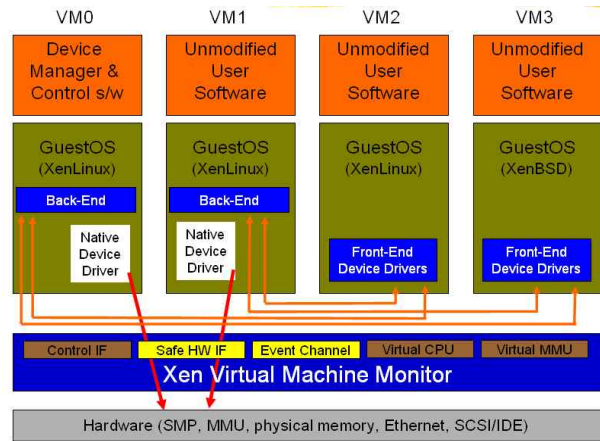 VM0
VM1
VM2
VM3
Device
Manager &
Control s/w
Unmodified
User
Software
Unmodified
User
Software
Unmodified
User
Software
GuestOS
(XenLinux)
Back-End
Native
Device
Driver
GuestOS
(XenLinux)
Back-End
Native
Device
Driver
GuestOS
(XenLinux)
Front-End
Device Drivers
GuestOS
(XenBSD)
Front-End
Device Drivers
Control IF
Safe HW IF
Event Channel
Virtual CPU
Virtual MMU
Xen Virtual Machine Monitor
Hardware (SMP, MMU, physical memory, Ethernet, SCSI/IDE)